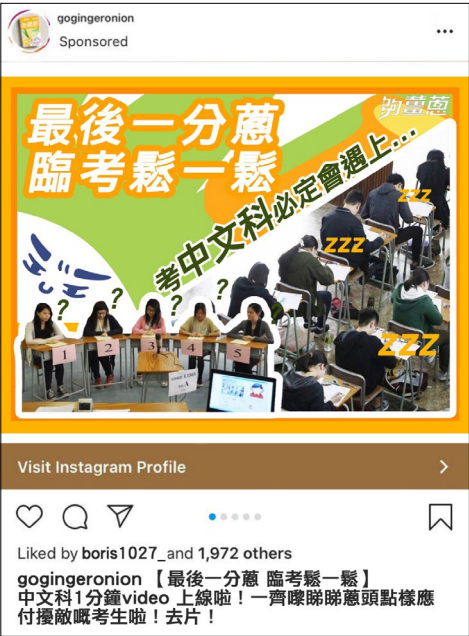 gogingeronion
Sponsored
最後一分蔥
臨考鬆一鬆
夠薑蔥
考中文科必定會遇上...
zzz
zzz
zzz
? ? ? ? ?
1 2 3 4 5
A
Visit Instagram Profile
Liked by boris1027_and 1,972 others
gogingeronion 【最後一分蔥 臨考鬆一鬆】
中文科1分鐘video 上線啦！一齊嚟睇睇蔥頭點樣應
付擾敵嘅考生啦！去片！